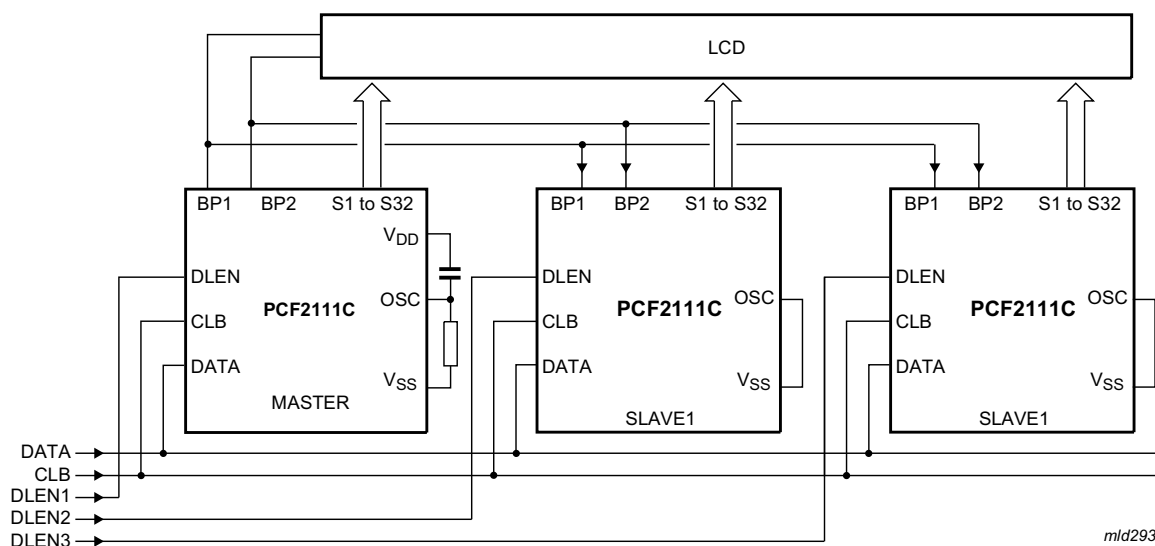 LCD
BP1 BP2 S1 to S32
BP1 BP2 S1 to S32
BP1 BP2 S1 to S32
VDD
DLEN
OSC
PCF2111C
CLB
DATA
VSS
MASTER
DLEN
OSC
PCF2111C
CLB
DATA
VSS
SLAVE1
DLEN
OSC
PCF2111C
CLB
DATA
VSS
SLAVE1
DATA
CLB
DLEN1
DLEN2
DLEN3
mld293